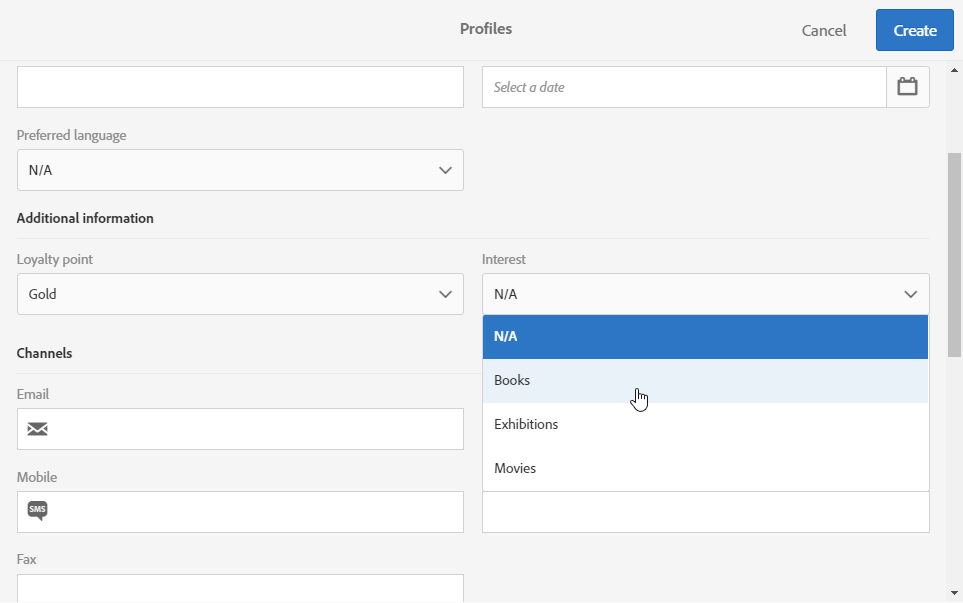 Profiles
Cancel
Create
Select a date
Preferred language
N/A
Additional information
Loyalty point
Interest
Gold
N/A
N/A
Books
Exhibitions
Movies
Channels
Email
Mobile
SMS
Fax